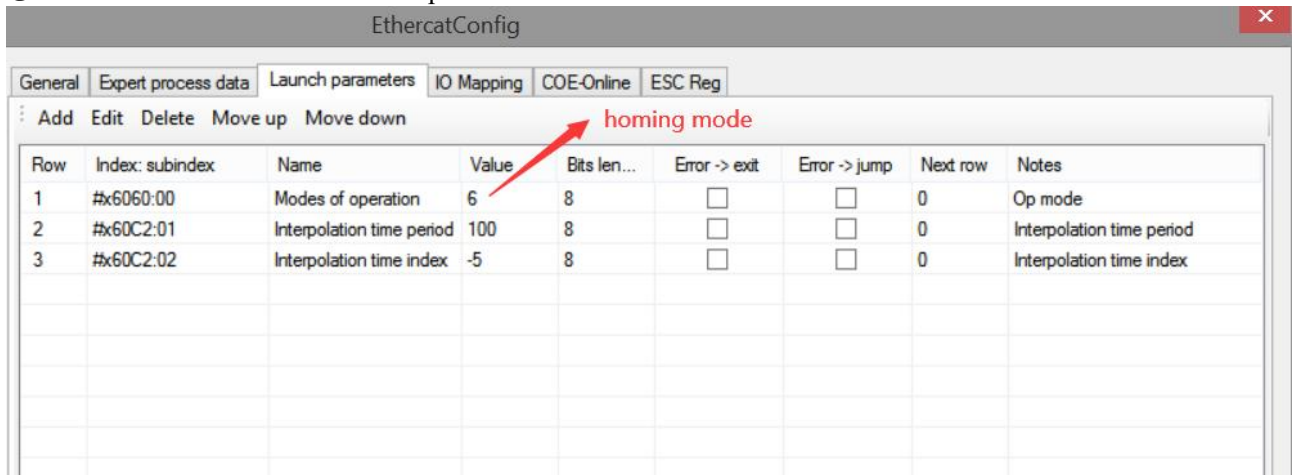 EthercatConfig
General Expert process data Launch parameters IO Mapping COE-Online ESC Reg
Add Edit Delete Move up Move down
homing mode
Row Index: subindex Name Value Bits len... Error -> exit Error -> jump Next row Notes
1 #x6060:00 Modes of operation 6 8 0 Op mode
2 #x60C2:01 Interpolation time period 100 8 0 Interpolation time period
3 #x60C2:02 Interpolation time index -5 8 0 Interpolation time index